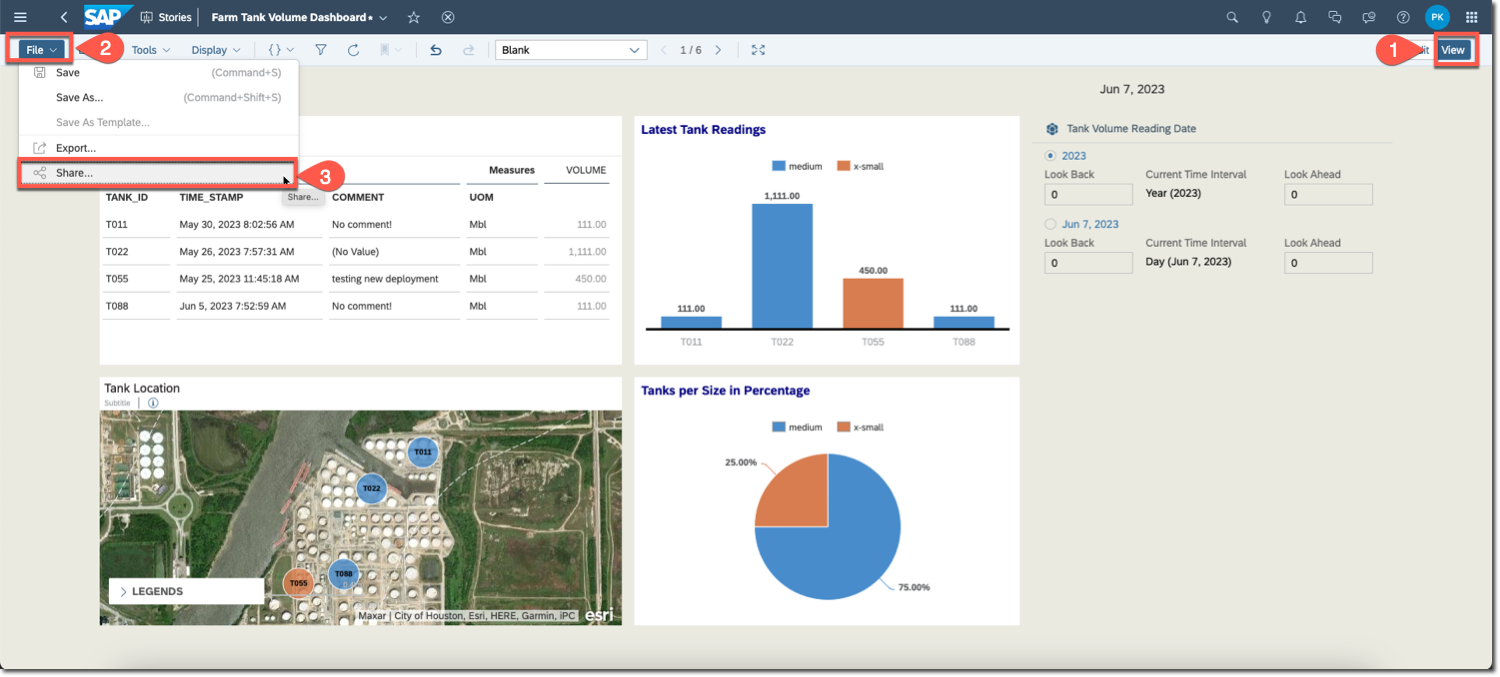 SAP Stories Farm Tank Volume Dashboard* PK
File 2 Tools Display { } Blank 1 / 6 1 View
Save (Command+S)
Save As... (Command+Shift+S)
Save As Template...
Export...
Share... 3
Share...
Measures VOLUME
TANK_ID TIME_STAMP COMMENT UOM
T011 May 30, 2023 8:02:56 AM No comment! Mbl 111.00
T022 May 26, 2023 7:57:31 AM (No Value) Mbl 1,111.00
T055 May 25, 2023 11:45:18 AM testing new deployment Mbl 450.00
T088 Jun 5, 2023 7:52:59 AM No comment! Mbl 111.00
Latest Tank Readings
medium x-small
1,111.00
450.00
111.00 111.00
T011 T022 T055 T088
Jun 7, 2023
Tank Volume Reading Date
2023
Look Back Current Time Interval Look Ahead
0 Year (2023) 0
Jun 7, 2023
Look Back Current Time Interval Look Ahead
0 Day (Jun 7, 2023) 0
Tank Location
Subtitle
T011
T022
T088
T055
LEGENDS
Maxar | City of Houston, Esri, HERE, Garmin, iPC esri
Tanks per Size in Percentage
medium x-small
25.00%
75.00%